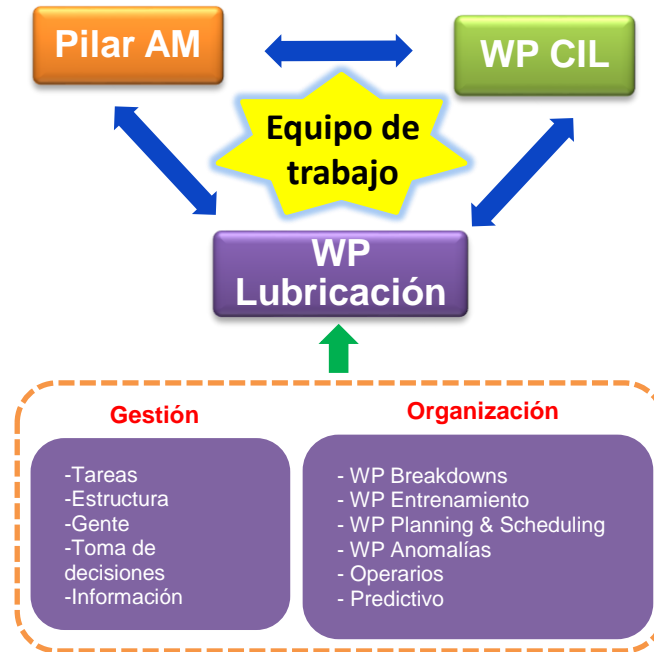 Pilar AM
WP CIL
Equipo de
trabajo
WP
Lubricación
Gestión
-Tareas
-Estructura
-Gente
-Toma de
decisiones
-Información
Organización
- WP Breakdowns
- WP Entrenamiento
- WP Planning & Scheduling
- WP Anomalías
- Operarios
- Predictivo